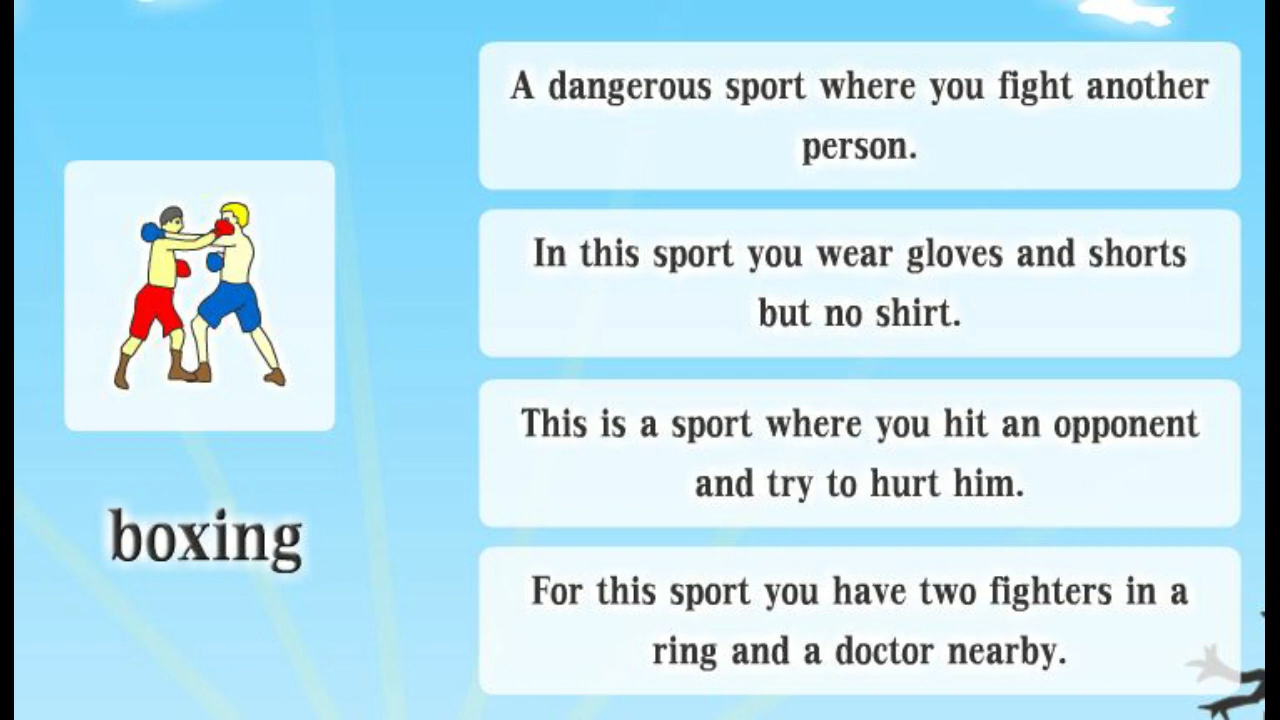 A dangerous sport where you fight another
person.
In this sport you wear gloves and shorts
but no shirt.
This is a sport where you hit an opponent
and try to hurt him.
For this sport you have two fighters in a
ring and a doctor nearby.
boxing